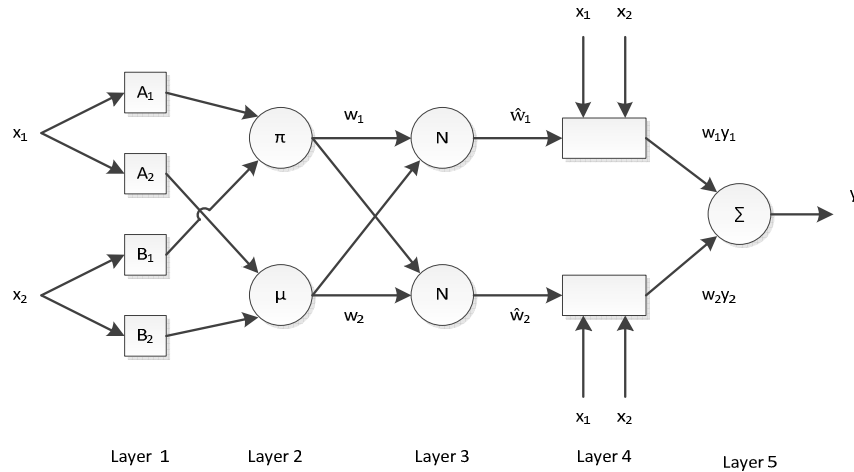 x₁ x₂
A₁
w₁ ŵ₁ w₁y₁
x₁ π N
A₂
y
∑
B₁
x₂ μ N
w₂ ŵ₂ w₂y₂
B₂
x₁ x₂
Layer 1 Layer 2 Layer 3 Layer 4 Layer 5